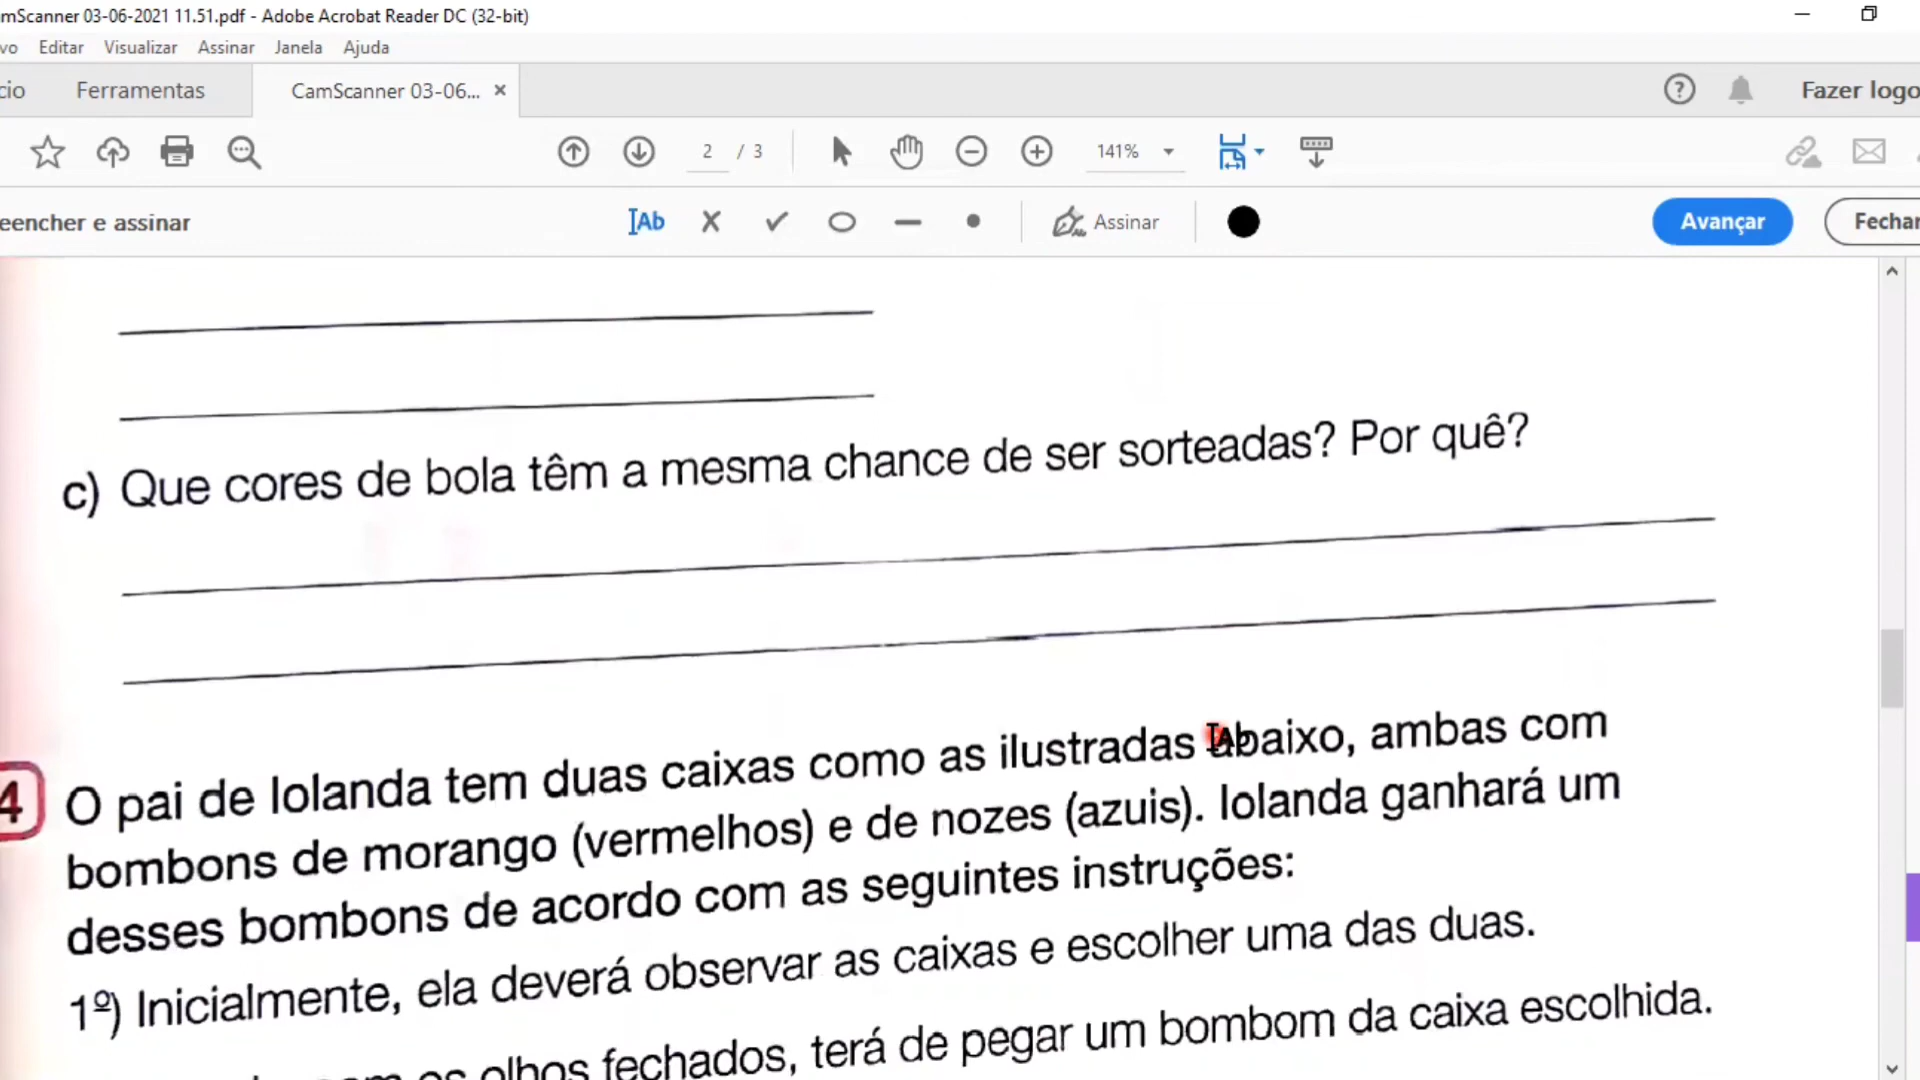 mScanner 03-06-2021 11.51.pdf - Adobe Acrobat Reader DC (32-bit)
vo Editar Visualizar Assinar Janela Ajuda
cio Ferramentas CamScanner 03-06... × Fazer logo
2 / 3 141%
eencher e assinar Ab Assinar Avançar Fechar
c) Que cores de bola têm a mesma chance de ser sorteadas? Por quê?
4 O pai de Iolanda tem duas caixas como as ilustradas abaixo, ambas com
bombons de morango (vermelhos) e de nozes (azuis). Iolanda ganhará um
desses bombons de acordo com as seguintes instruções:
1º) Inicialmente, ela deverá observar as caixas e escolher uma das duas.
os olhos fechados, terá de pegar um bombom da caixa escolhida.